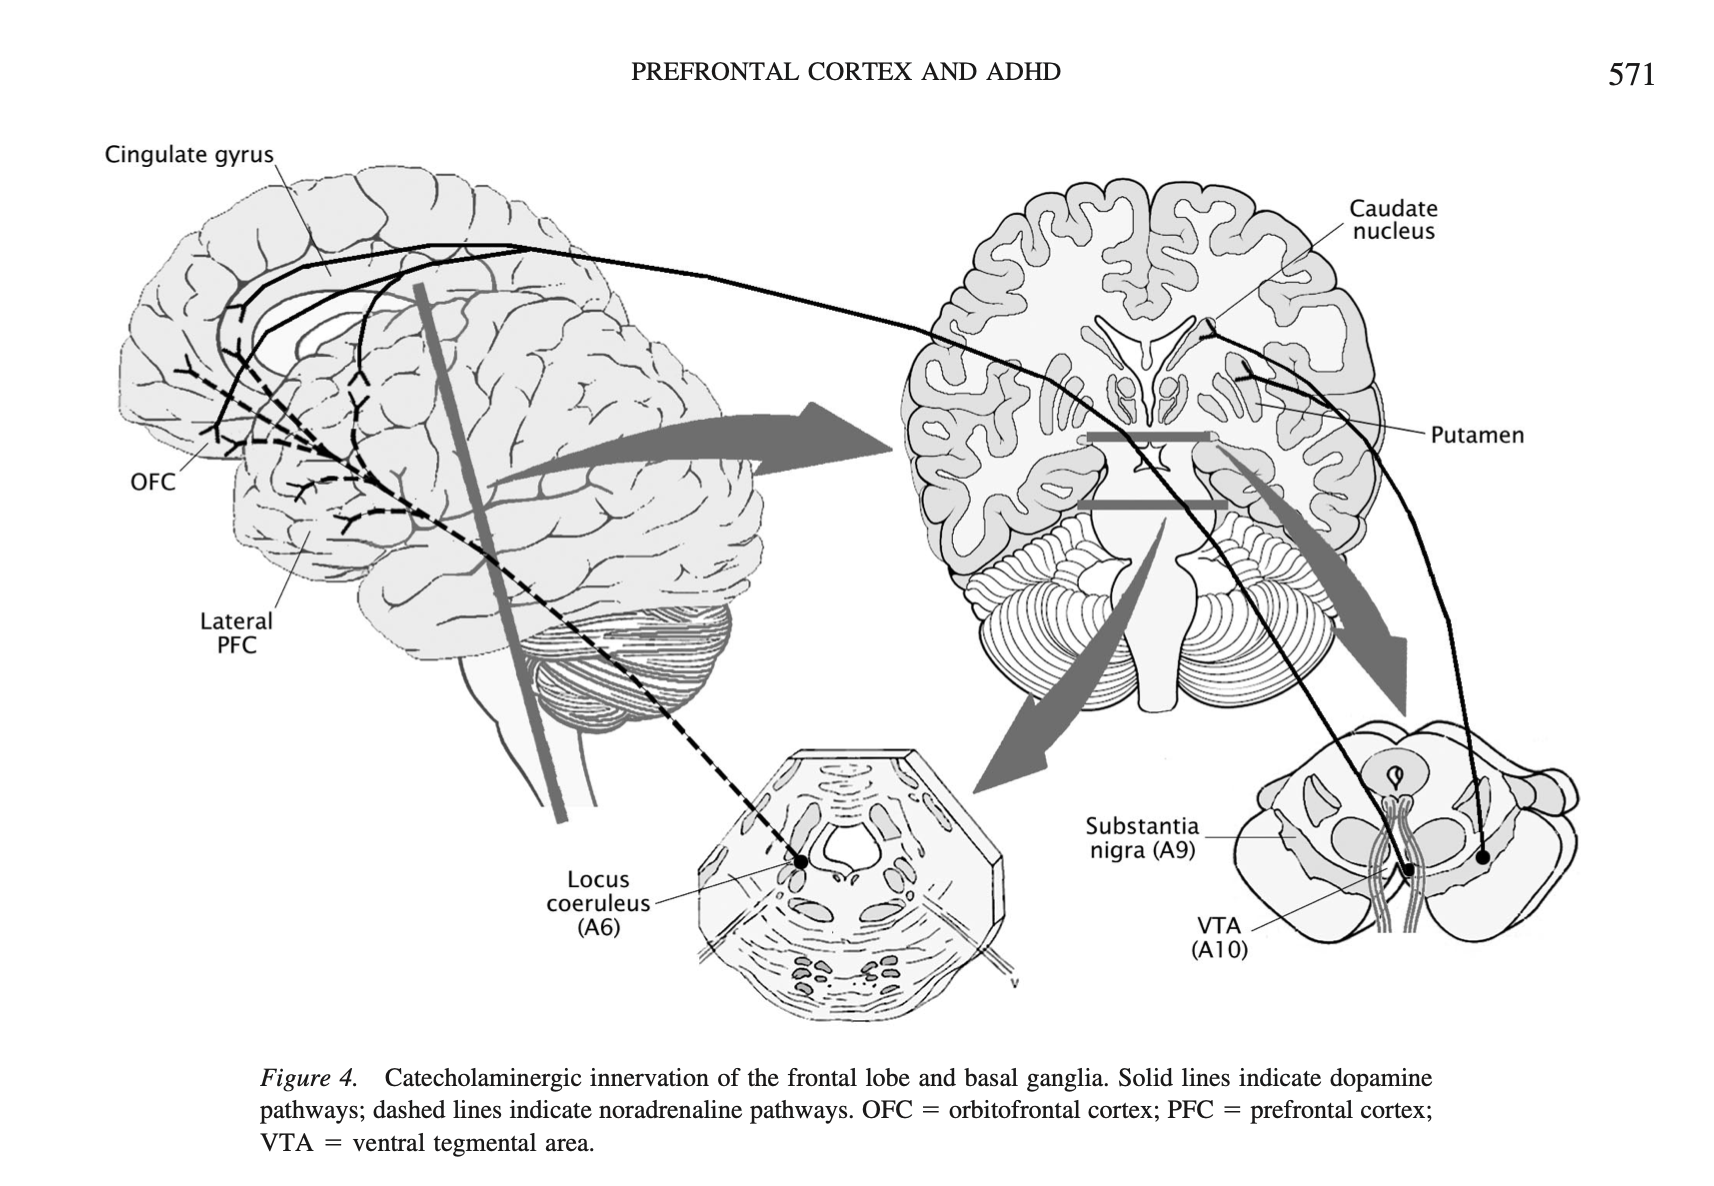 PREFRONTAL CORTEX AND ADHD
571
Cingulate gyrus
Caudate
nucleus
Putamen
OFC
Lateral
PFC
Substantia
nigra (A9)
Locus
coeruleus
(A6)
VTA
(A10)
V
Figure 4. Catecholaminergic innervation of the frontal lobe and basal ganglia. Solid lines indicate dopamine
pathways; dashed lines indicate noradrenaline pathways. OFC = orbitofrontal cortex; PFC = prefrontal cortex;
VTA = ventral tegmental area.